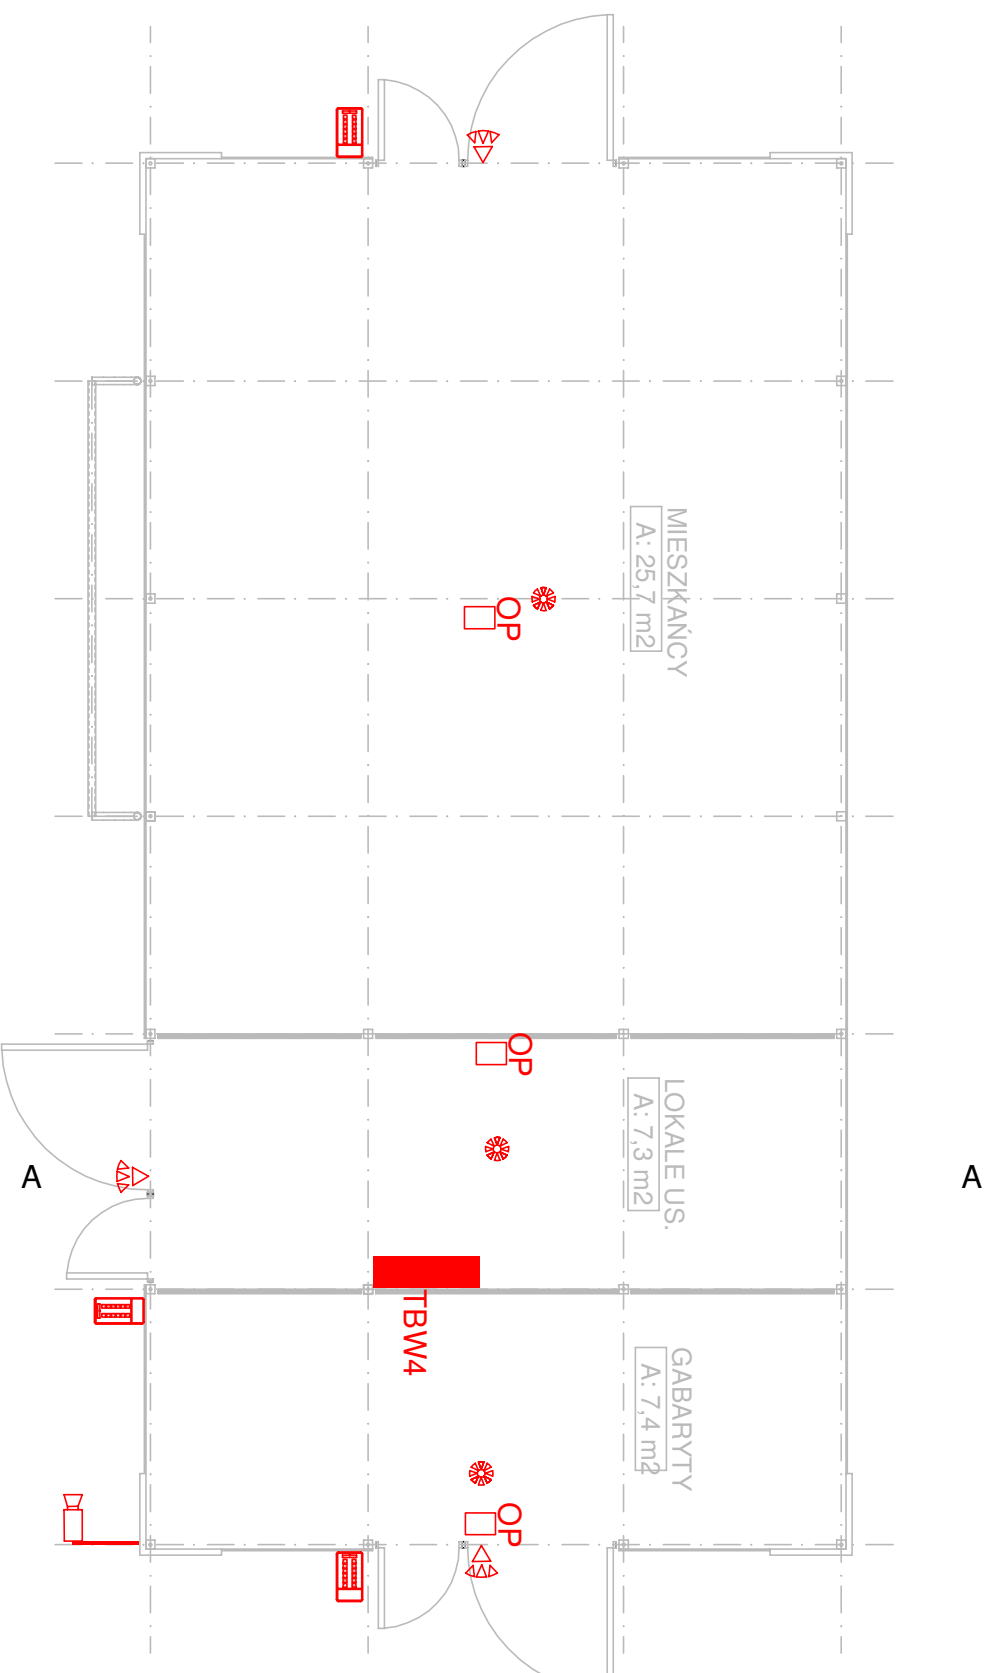 MIESZKAŃCY
A: 25,7 m2
OP
OP
LOKALE US.
A: 7,3 m2
A
A
TBW4
GABARYTY
A: 7,4 m2
OP